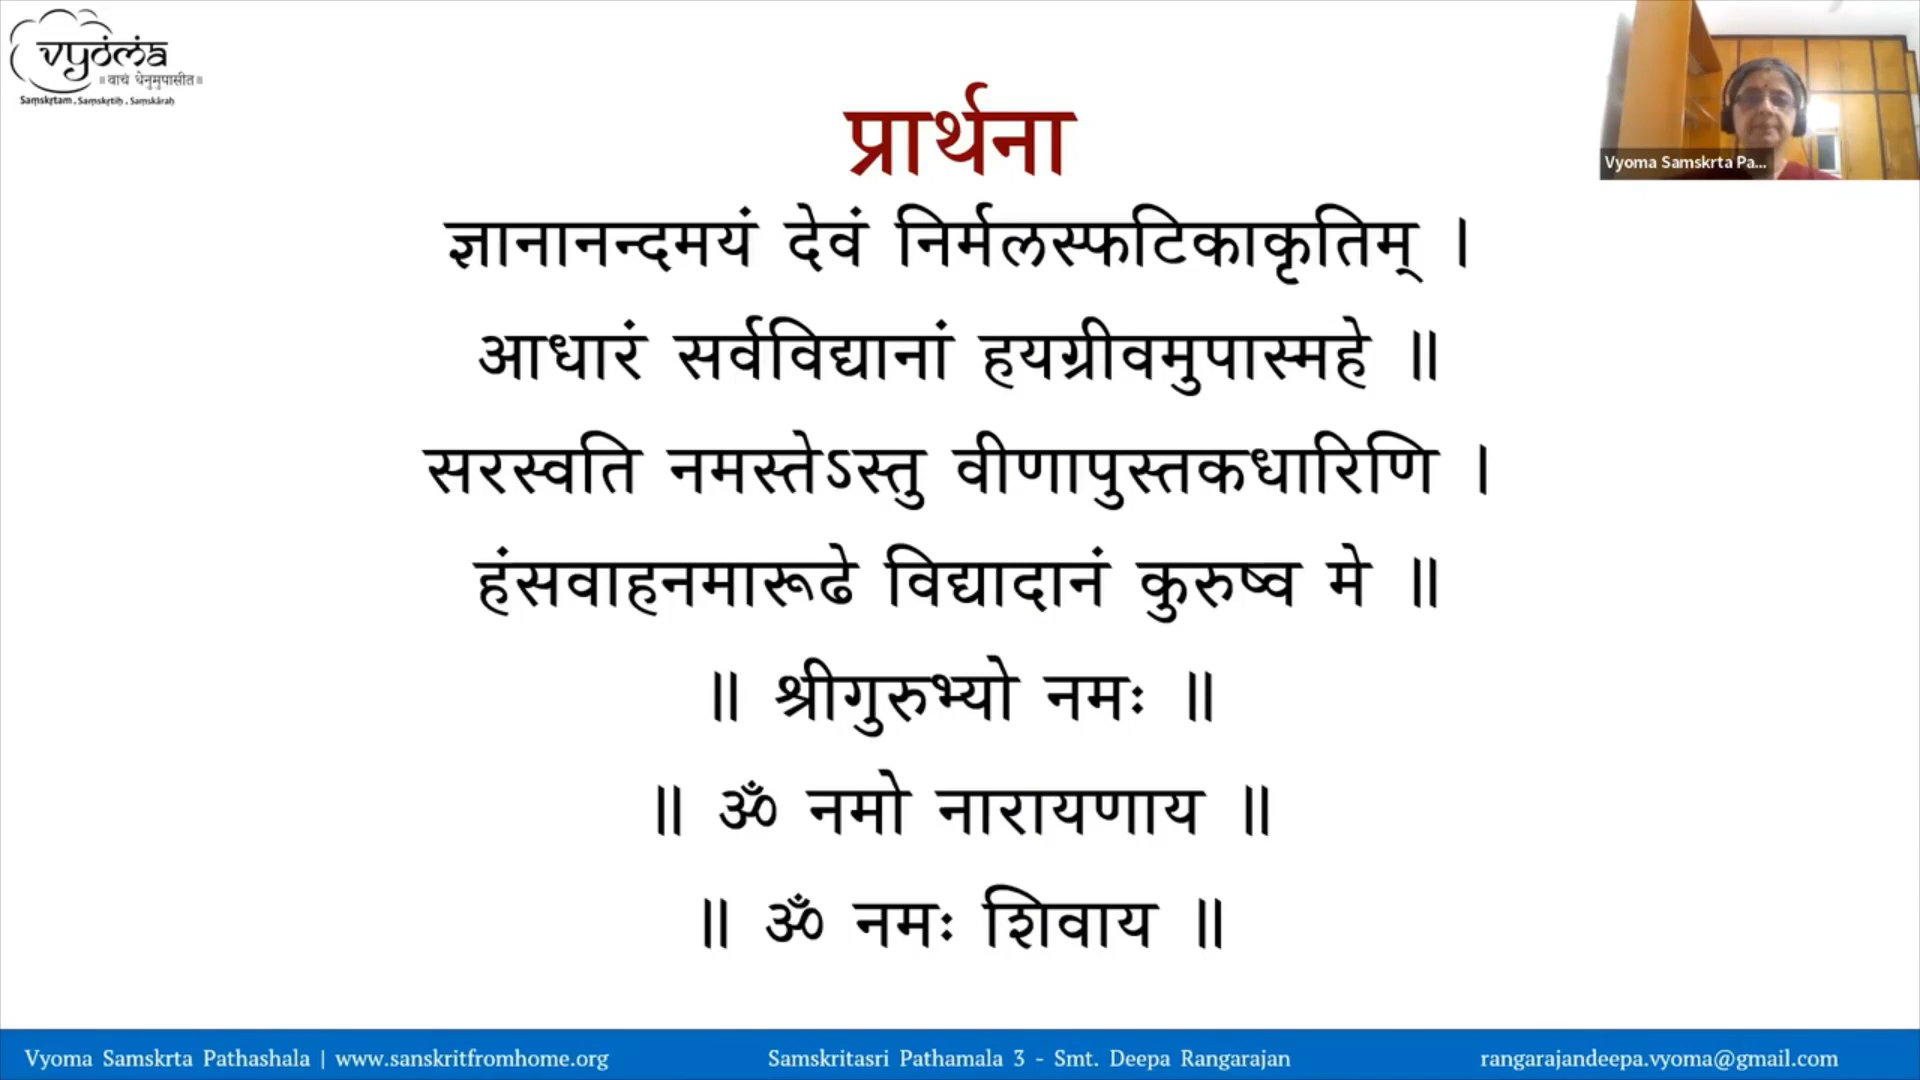 vyoma
॥ वाचं धेनुमुपासीत॥
Saṃskṛtam . Saṃskṛtiḥ . Saṃskāraḥ
Vyoma Samskrta Pa...
प्रार्थना
ज्ञानानन्दमयं देवं निर्मलस्फटिकाकृतिम् ।
आधारं सर्वविद्यानां हयग्रीवमुपास्महे ॥
सरस्वति नमस्तेऽस्तु वीणापुस्तकधारिणि ।
हंसवाहनमारूढे विद्यादानं कुरुष्व मे ॥
॥ श्रीगुरुभ्यो नमः ॥
॥ ॐ नमो नारायणाय ॥
॥ ॐ नमः शिवाय ॥
Vyoma Samskrta Pathashala | www.sanskritfromhome.org
Samskritasri Pathamala 3 - Smt. Deepa Rangarajan
rangarajandeepa.vyoma@gmail.com